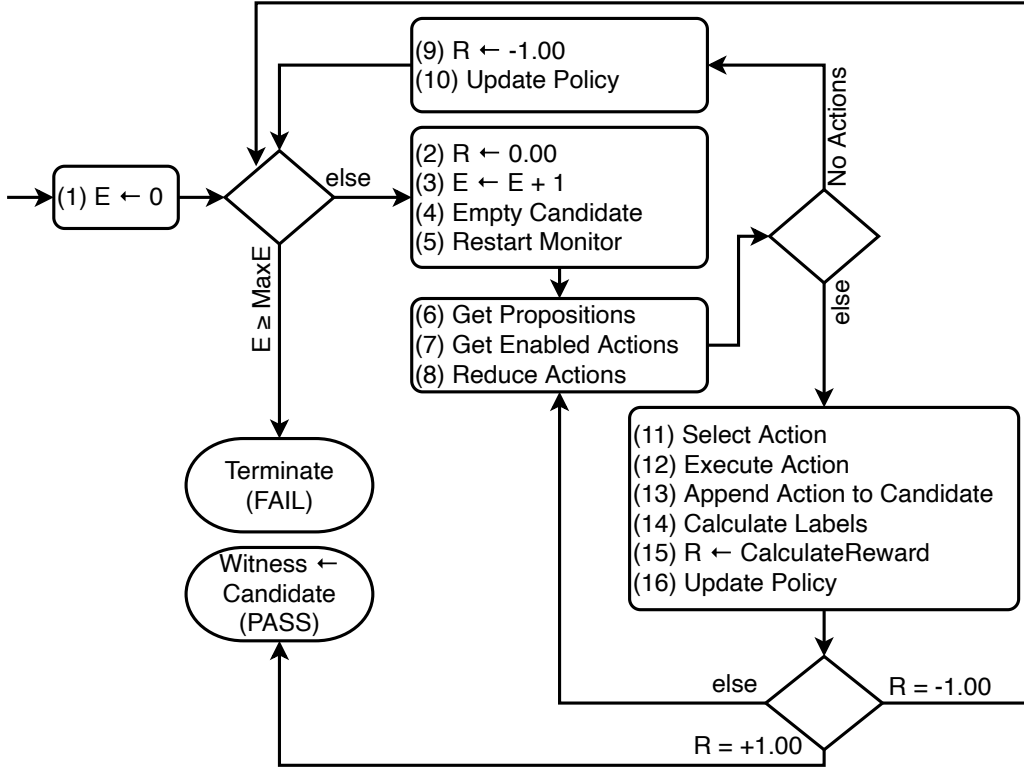 (9) R ← -1.00
(10) Update Policy
No Actions
(1) E ← 0
else
(2) R ← 0.00
(3) E ← E + 1
(4) Empty Candidate
(5) Restart Monitor
E ≥ MaxE
else
(6) Get Propositions
(7) Get Enabled Actions
(8) Reduce Actions
Terminate
(FAIL)
(11) Select Action
(12) Execute Action
(13) Append Action to Candidate
(14) Calculate Labels
(15) R ← CalculateReward
(16) Update Policy
Witness ←
Candidate
(PASS)
else
R = -1.00
R = +1.00